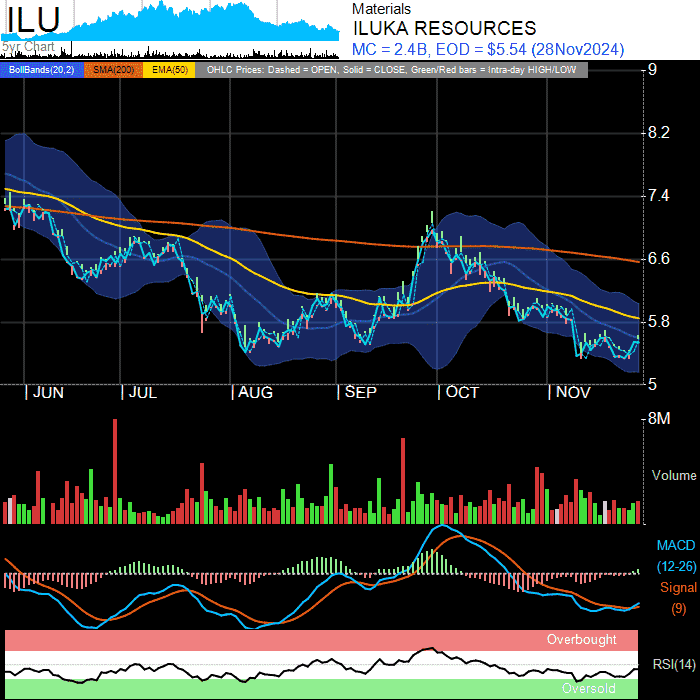 ILU
5yr Chart
Materials
ILUKA RESOURCES
MC = 2.4B, EOD = $5.54 (28Nov2024)
BollBands(20,2) SMA(200) EMA(50) OHLC Prices: Dashed = OPEN, Solid = CLOSE, Green/Red bars = Intra-day HIGH/LOW
9
8.2
7.4
6.6
5.8
5
JUN JUL AUG SEP OCT NOV
8M
Volume
MACD
(12-26)
Signal
(9)
Overbought
RSI(14)
Oversold